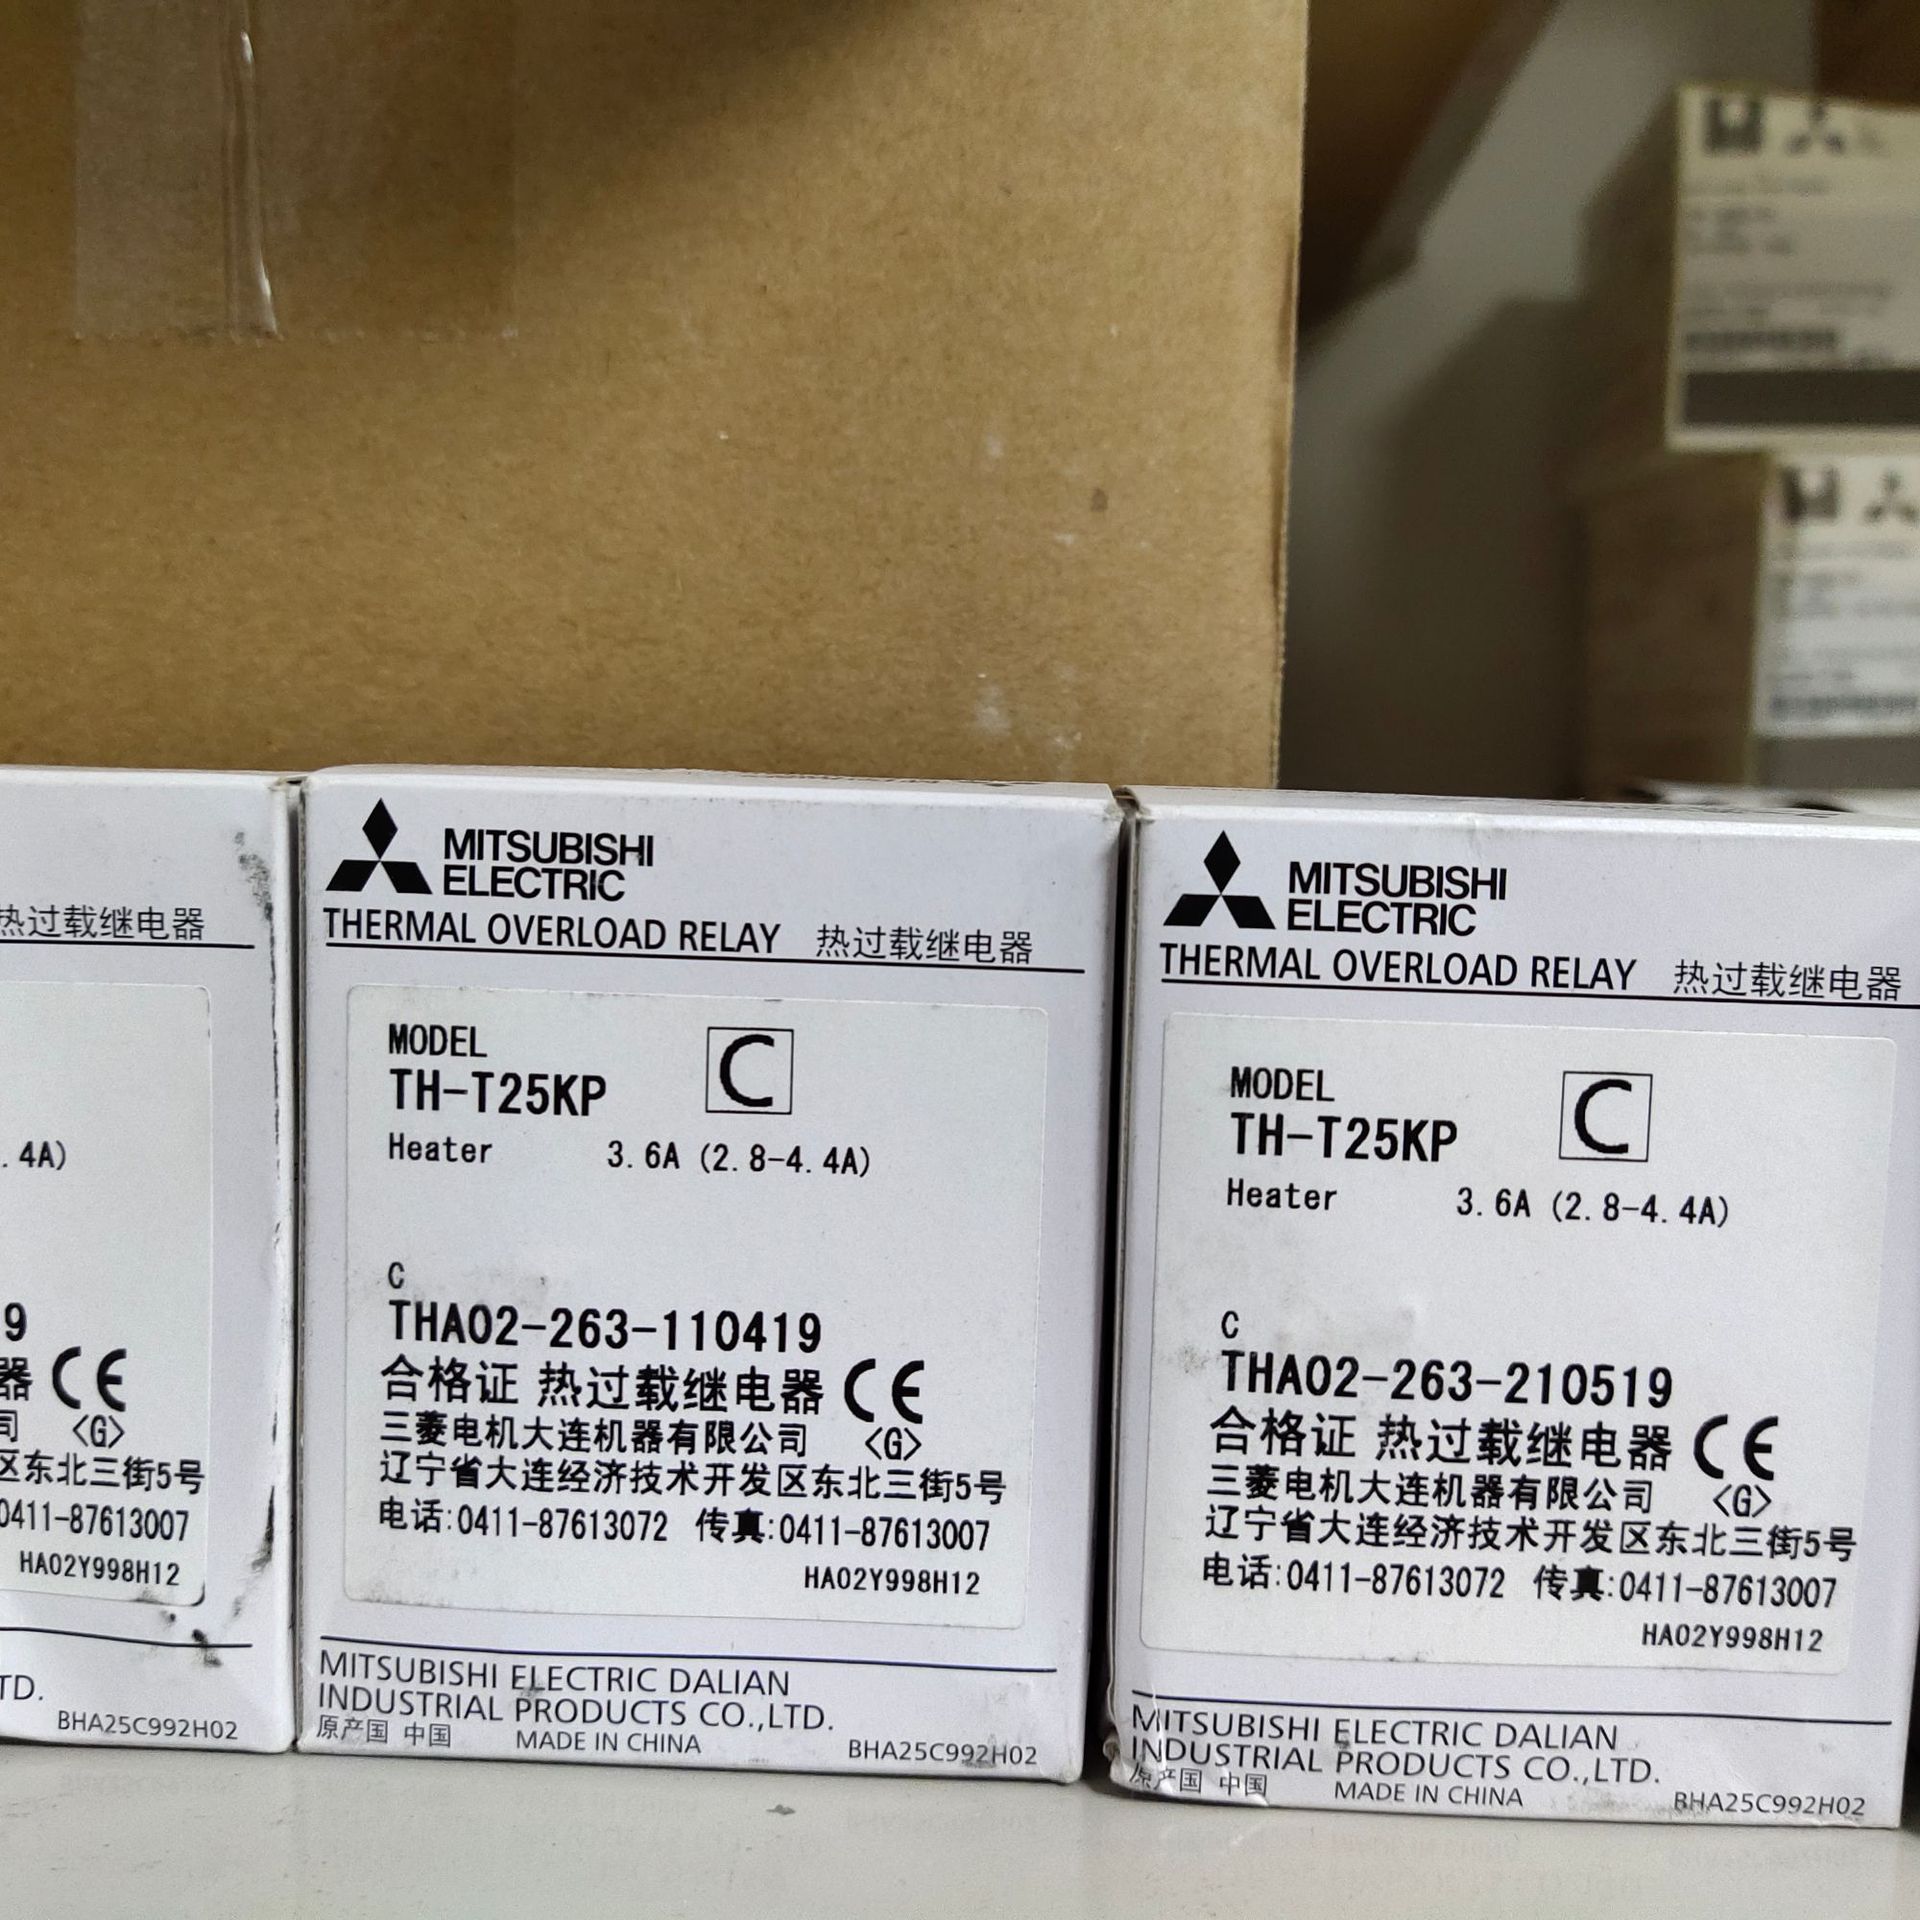 热过载继电器
.4A)
9
器 CE
司 <G>
区东北三街5号
0411-87613007
HA02Y998H12
TD.
BHA25C992H02
MITSUBISHI
ELECTRIC
THERMAL OVERLOAD RELAY 热过载继电器
MODEL C
TH-T25KP
Heater 3.6A (2.8-4.4A)
C
THA02-263-110419
合格证 热过载继电器 CE
三菱电机大连机器有限公司 <G>
辽宁省大连经济技术开发区东北三街5号
电话:0411-87613072 传真:0411-87613007
HA02Y998H12
MITSUBISHI ELECTRIC DALIAN
INDUSTRIAL PRODUCTS CO.,LTD.
原产国 中国 MADE IN CHINA BHA25C992H02
MITSUBISHI
ELECTRIC
THERMAL OVERLOAD RELAY 热过载继电器
MODEL C
TH-T25KP
Heater 3.6A (2.8-4.4A)
C
THA02-263-210519
合格证 热过载继电器 CE
三菱电机大连机器有限公司 <G>
辽宁省大连经济技术开发区东北三街5号
电话:0411-87613072 传真:0411-87613007
HA02Y998H12
MITSUBISHI ELECTRIC DALIAN
INDUSTRIAL PRODUCTS CO.,LTD.
原产国 中国 MADE IN CHINA BHA25C992H02